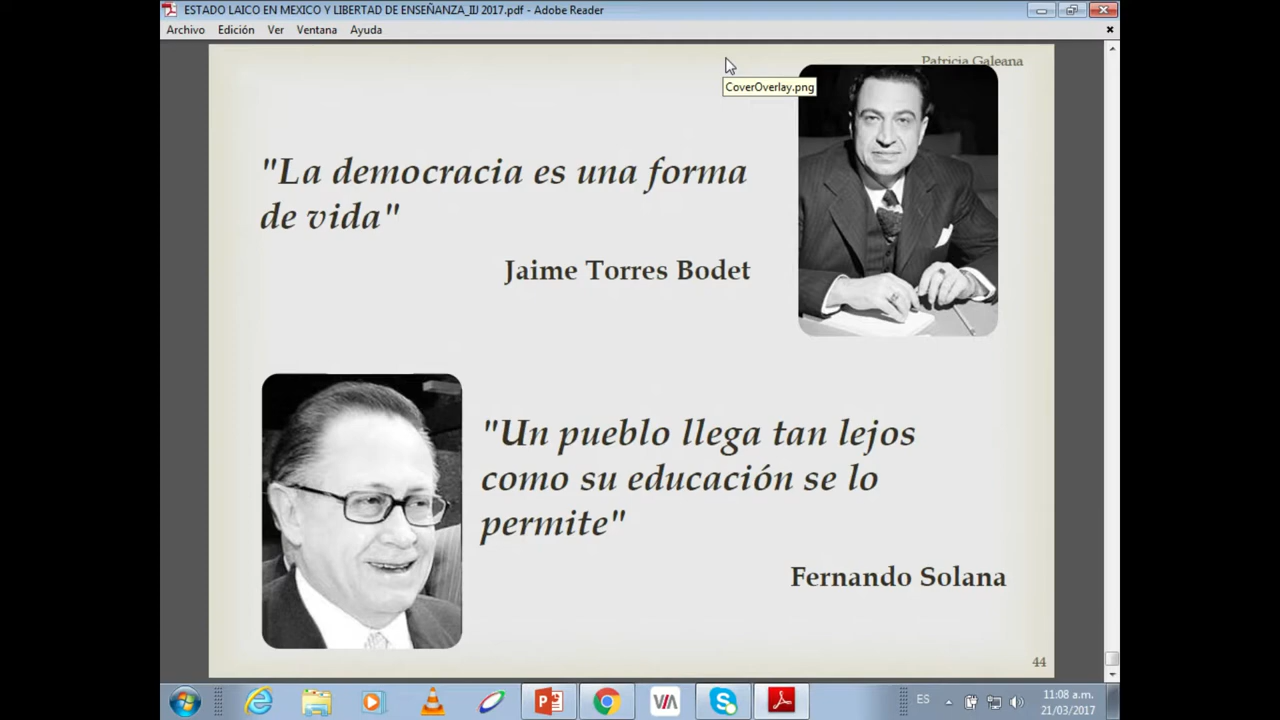 ESTADO LAICO EN MEXICO Y LIBERTAD DE ENSEÑANZA_IIJ 2017.pdf - Adobe Reader
Archivo Edición Ver Ventana Ayuda
Patricia Galeana
CoverOverlay.png
"La democracia es una forma
de vida"
Jaime Torres Bodet
"Un pueblo llega tan lejos
como su educación se lo
permite"
Fernando Solana
44
VIA
ES
11:08 a.m.
21/03/2017